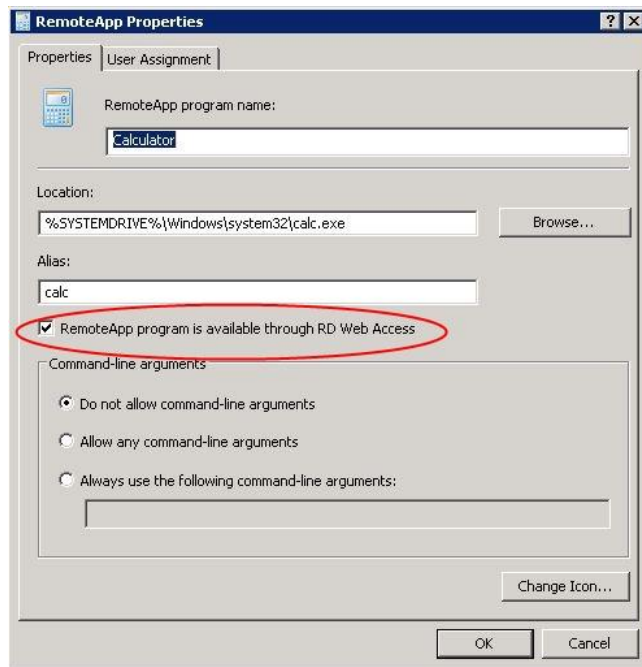 RemoteApp Properties
Properties
User Assignment
RemoteApp program name:
Calculator
Location:
%SYSTEMDRIVE%\Windows\system32\calc.exe
Browse...
Alias:
calc
RemoteApp program is available through RD Web Access
Command-line arguments
Do not allow command-line arguments
Allow any command-line arguments
Always use the following command-line arguments:
Change Icon...
OK
Cancel